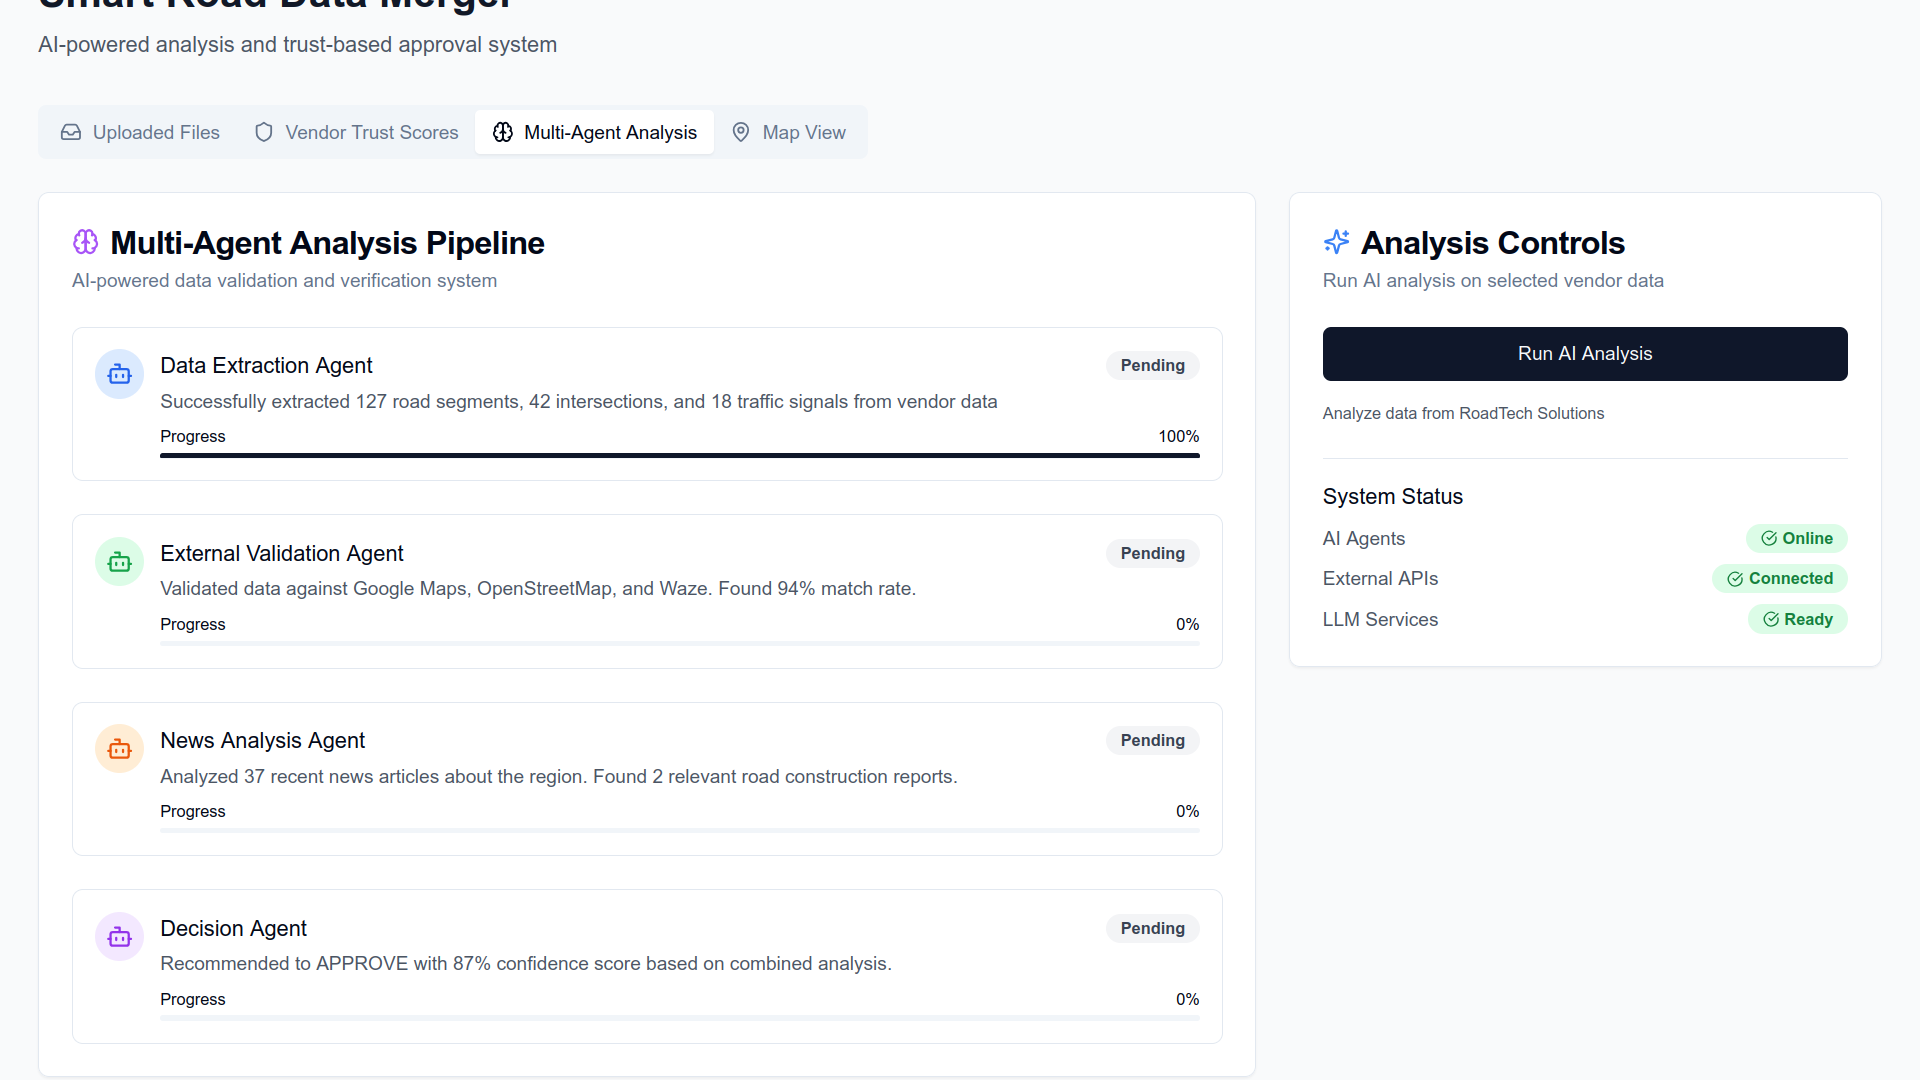 Smart Road Data Merger
AI-powered analysis and trust-based approval system
Uploaded Files
Vendor Trust Scores
Multi-Agent Analysis
Map View
Multi-Agent Analysis Pipeline
AI-powered data validation and verification system
Data Extraction Agent
Pending
Successfully extracted 127 road segments, 42 intersections, and 18 traffic signals from vendor data
Progress
100%
External Validation Agent
Pending
Validated data against Google Maps, OpenStreetMap, and Waze. Found 94% match rate.
Progress
0%
News Analysis Agent
Pending
Analyzed 37 recent news articles about the region. Found 2 relevant road construction reports.
Progress
0%
Decision Agent
Pending
Recommended to APPROVE with 87% confidence score based on combined analysis.
Progress
0%
Analysis Controls
Run AI analysis on selected vendor data
Run AI Analysis
Analyze data from RoadTech Solutions
System Status
AI Agents
Online
External APIs
Connected
LLM Services
Ready